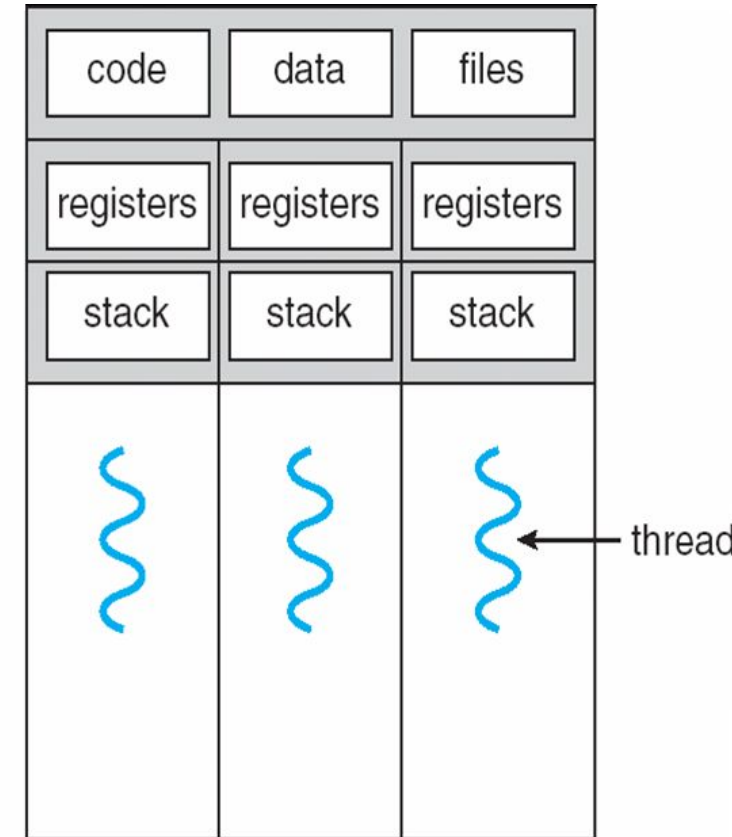 code data files
registers registers registers
stack stack stack
thread